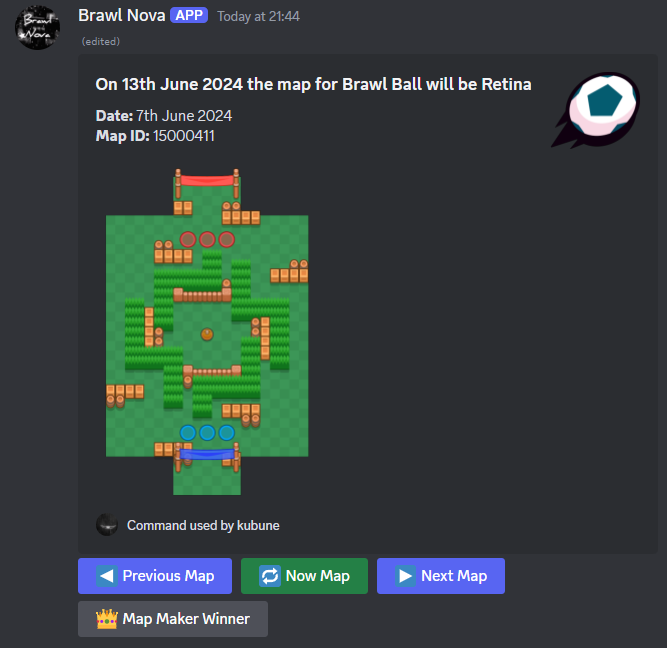 Brawl Nova APP Today at 21:44
Brawl
Nova
(edited)
On 13th June 2024 the map for Brawl Ball will be Retina
Date: 7th June 2024
Map ID: 15000411
Command used by kubune
Previous Map
Now Map
Next Map
Map Maker Winner